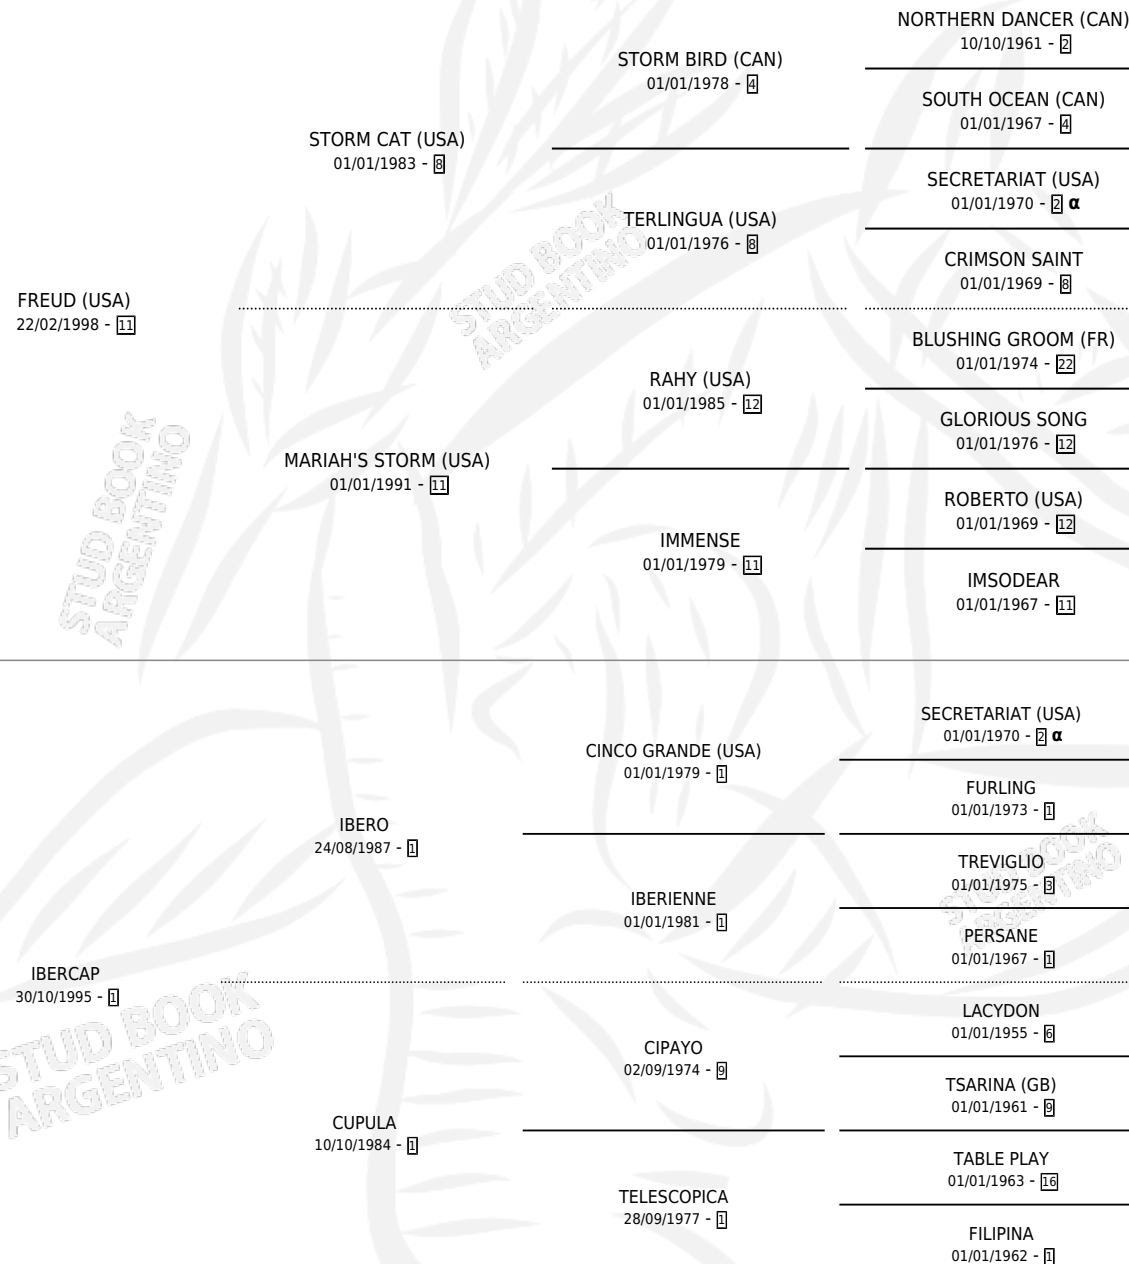 NORTHERN DANCER (CAN)
10/10/1961 - 2
STORM BIRD (CAN)
01/01/1978 - 4
SOUTH OCEAN (CAN)
01/01/1967 - 4
STORM CAT (USA)
01/01/1983 - 8
SECRETARIAT (USA)
01/01/1970 - 2 α
TERLINGUA (USA)
01/01/1976 - 8
CRIMSON SAINT
01/01/1969 - 8
FREUD (USA)
22/02/1998 - 11
BLUSHING GROOM (FR)
01/01/1974 - 22
RAHY (USA)
01/01/1985 - 12
GLORIOUS SONG
01/01/1976 - 12
MARIAH'S STORM (USA)
01/01/1991 - 11
ROBERTO (USA)
01/01/1969 - 12
IMMENSE
01/01/1979 - 11
IMSODEAR
01/01/1967 - 11
SECRETARIAT (USA)
01/01/1970 - 2 α
CINCO GRANDE (USA)
01/01/1979 - 1
FURLING
01/01/1973 - 1
IBERO
24/08/1987 - 1
TREVIGLIO
01/01/1975 - 3
IBERIENNE
01/01/1981 - 1
PERSANE
01/01/1967 - 1
IBERCAP
30/10/1995 - 1
LACYDON
01/01/1955 - 6
CIPAYO
02/09/1974 - 9
TSARINA (GB)
01/01/1961 - 9
CUPULA
10/10/1984 - 1
TABLE PLAY
01/01/1963 - 16
TELESCOPICA
28/09/1977 - 1
FILIPINA
01/01/1962 - 1
STUD BOOK
ARGENTINO
STUD BOOK
ARGENTINO
STUD BOOK
ARGENTINO
STUD BOOK
ARGENTINO